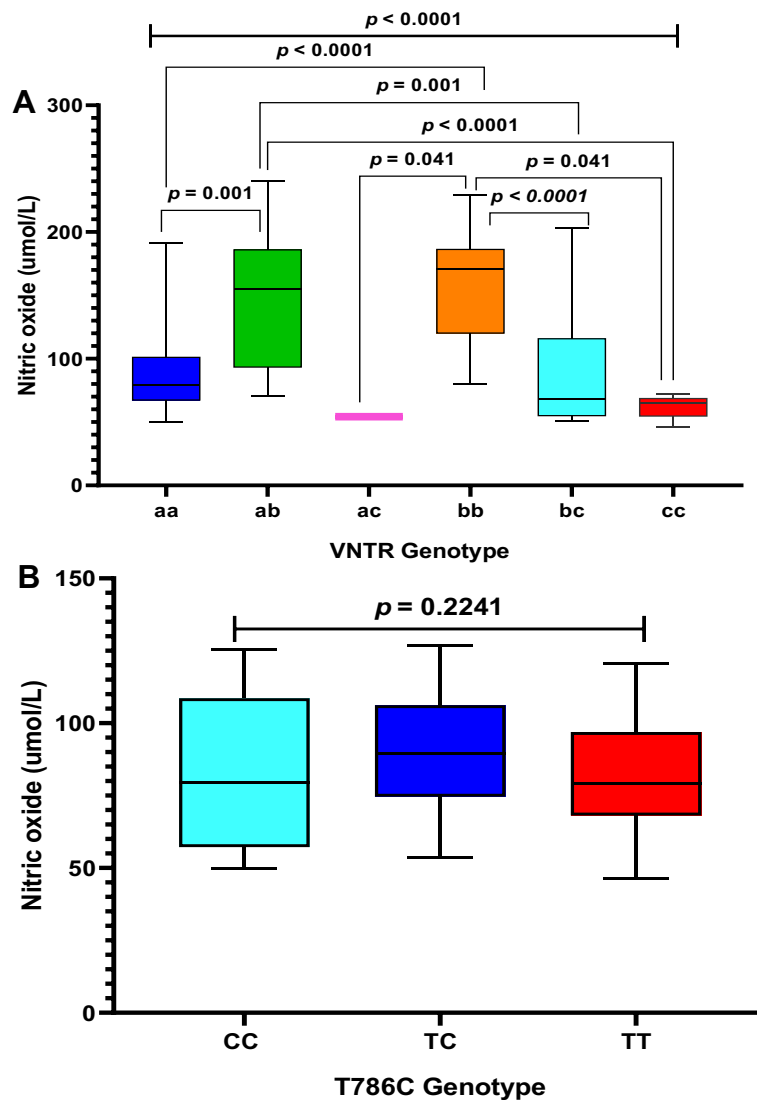 p < 0.0001
p < 0.0001
A
p = 0.001
300
p < 0.0001
p = 0.041
p = 0.041
p = 0.001
p < 0.0001
200
100
0
Nitric oxide (umol/L)
aa ab ac bb bc cc
VNTR Genotype
B
150
p = 0.2241
100
50
0
Nitric oxide (umol/L)
CC TC TT
T786C Genotype